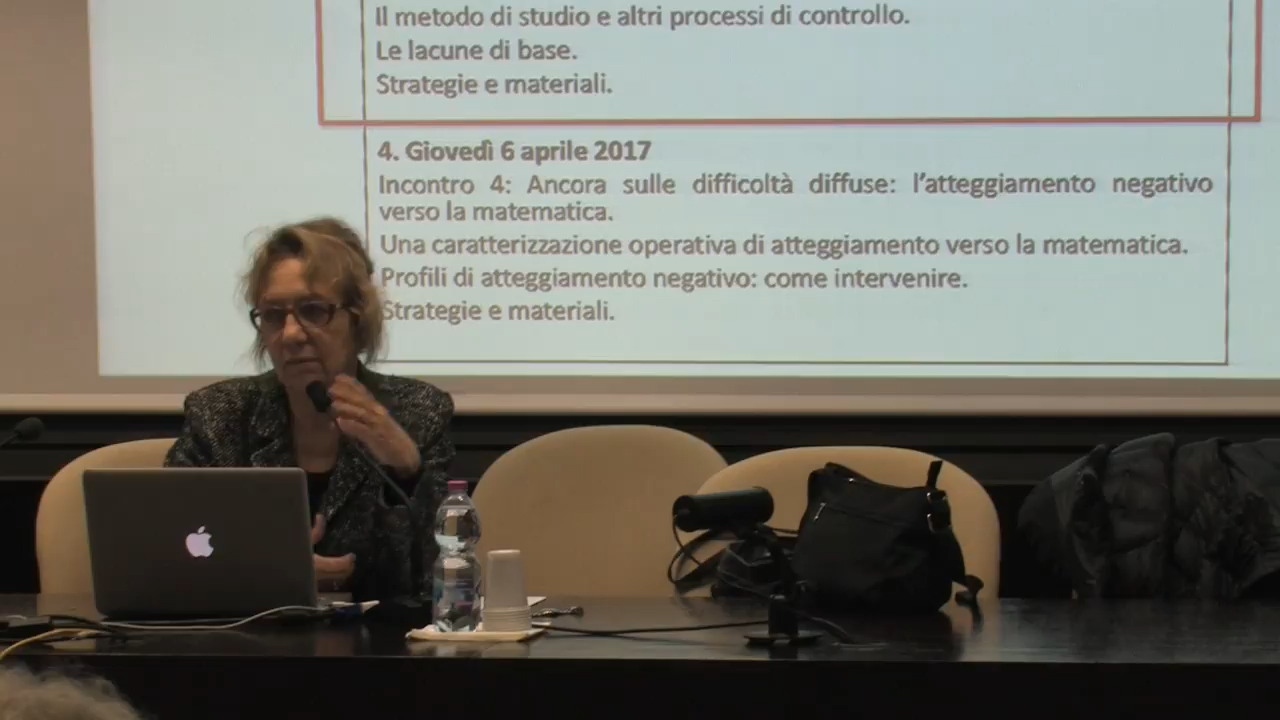 Il metodo di studio e altri processi di controllo.
Le lacune di base.
Strategie e materiali.
4. Giovedì 6 aprile 2017
Incontro 4: Ancora sulle difficoltà diffuse: l'atteggiamento negativo
verso la matematica.
Una caratterizzazione operativa di atteggiamento verso la matematica.
Profili di atteggiamento negativo: come intervenire.
Strategie e materiali.